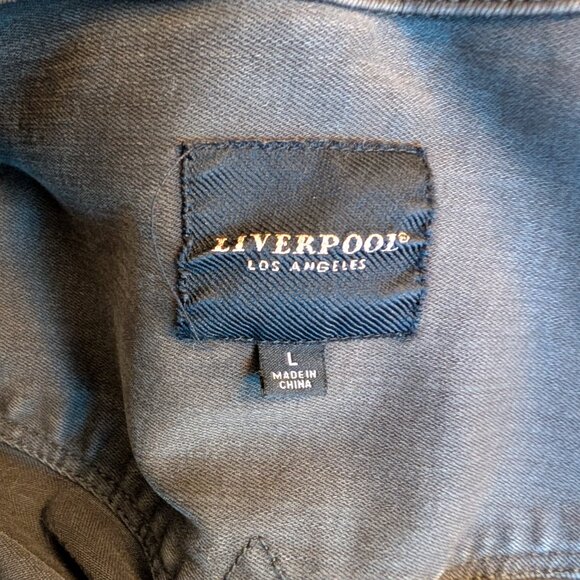 LIVERPOOL®
LOS ANGELES
L
MADE IN
CHINA